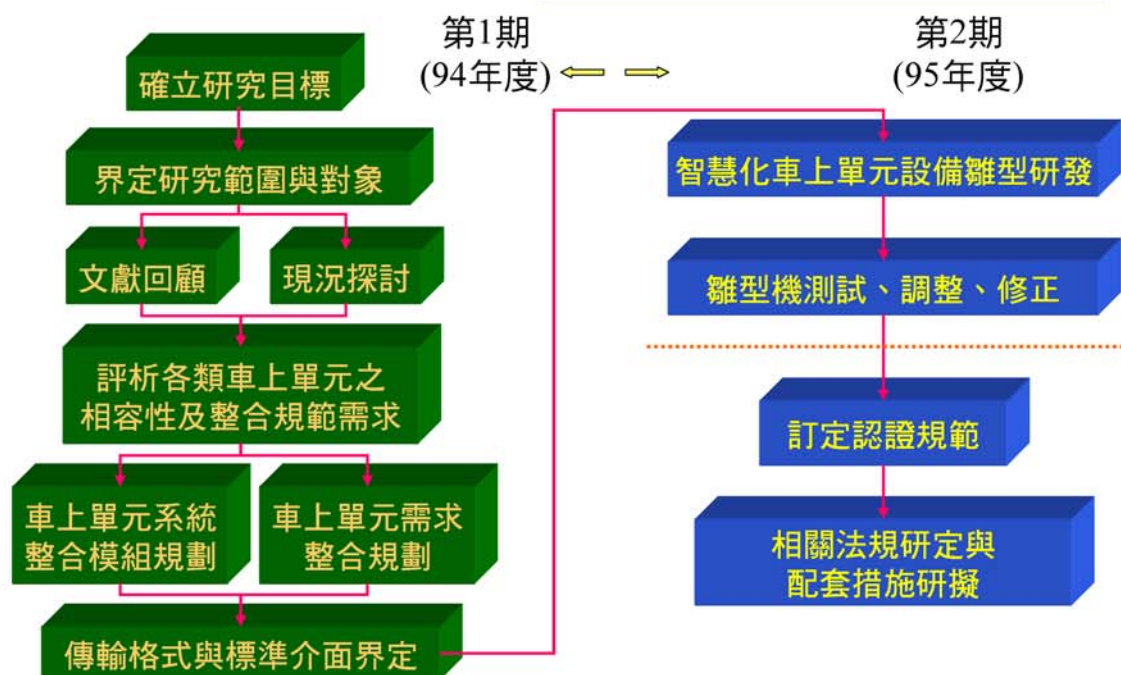 第1期
(94年度)
第2期
(95年度)
確立研究目標
界定研究範圍與對象
文獻回顧
現況探討
評析各類車上單元之
相容性及整合規範需求
車上單元系統
整合模組規劃
車上單元需求
整合規劃
傳輸格式與標準介面界定
智慧化車上單元設備雛型研發
雛型機測試、調整、修正
訂定認證規範
相關法規研定與
配套措施研擬